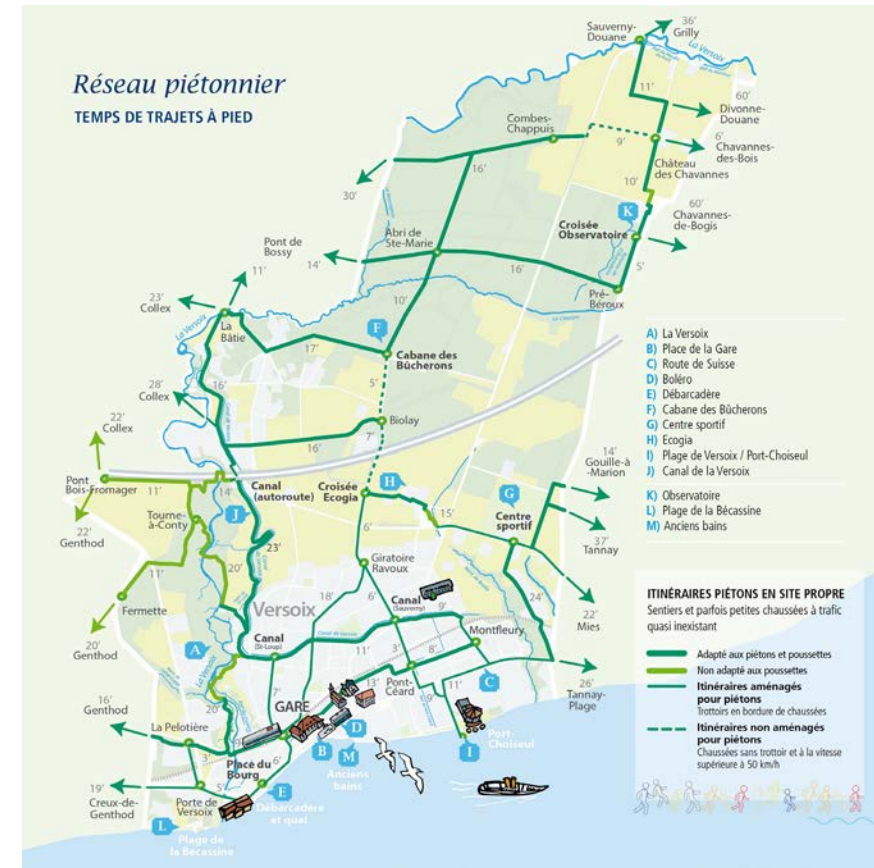 Réseau piétonnier
TEMPS DE TRAJETS À PIED
Sauverny-
Douane
36'
Grilly
La Versoix
11'
60'
Divonne-
Douane
Combes-
Chappuis
6'
Chavannes-
des-Bois
9'
Château
des Chavannes
16'
10'
30'
K
60'
Chavannes-
de-Bogis
Croisée
Observatoire
Abri de
Ste-Marie
Pont de
Bossy
14'
16'
5'
11'
Pré-
Béroux
23'
Collex
10'
La Versoix
La
Bâtie
F
17'
Cabane des
Bûcherons
28'
Collex
16'
5'
22'
Collex
Biolay
16'
7'
Pont
Bois-Fromager
11'
14'
Canal
(autoroute)
Croisée
Ecogia
H
G
14'
Gouille-
à-Marion
Tourne-
à-Conty
J
15'
Centre
sportif
22'
Genthod
23'
6'
37'
Tannay
20'
11'
Giratoire
Ravoux
Fermette
18'
6'
Canal
(Sauverny)
9'
24'
22'
Mies
Versoix
20'
Genthod
A
Canal
(St-Loup)
Canal de Versoix
Montfleury
11'
3'
8'
La Versoix
7'
13'
Pont-
Céard
C
26'
Tannay-
Plage
16'
Genthod
20'
GARE
9'
11'
La Pelotière
D
Port-
Choiseul
B
M
I
Place du
Bourg
Anciens
bains
3'
6'
19'
5'
Creux-de-
Genthod
Porte de
Versoix
E
Débarcadère
et quai
L
Plage de
la Bécassine
A) La Versoix
B) Place de la Gare
C) Route de Suisse
D) Boléro
E) Débarcadère
F) Cabane des Bûcherons
G) Centre sportif
H) Ecogia
I) Plage de Versoix / Port-Choiseul
J) Canal de la Versoix
K) Observatoire
L) Plage de la Bécassine
M) Anciens bains
ITINÉRAIRES PIÉTONS EN SITE PROPRE
Sentiers et parfois petites chaussées à trafic
quasi inexistant
Adapté aux piétons et poussettes
Non adapté aux poussettes
Itinéraires aménagés
pour piétons
Trottoirs en bordure de chaussées
Itinéraires non aménagés
pour piétons
Chaussées sans trottoir et à la vitesse
supérieure à 50 km/h